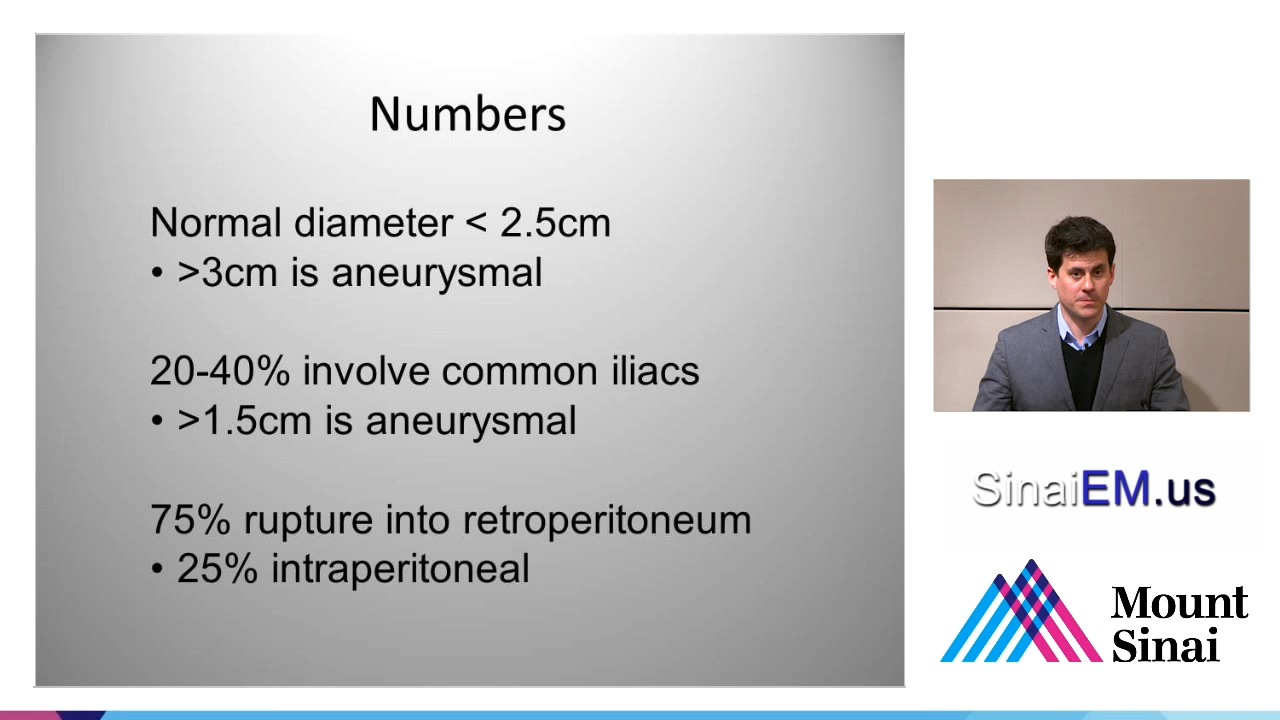 Numbers
Normal diameter < 2.5cm
• >3cm is aneurysmal
20-40% involve common iliacs
• >1.5cm is aneurysmal
75% rupture into retroperitoneum
• 25% intraperitoneal
SinaiEM.us
Mount
Sinai